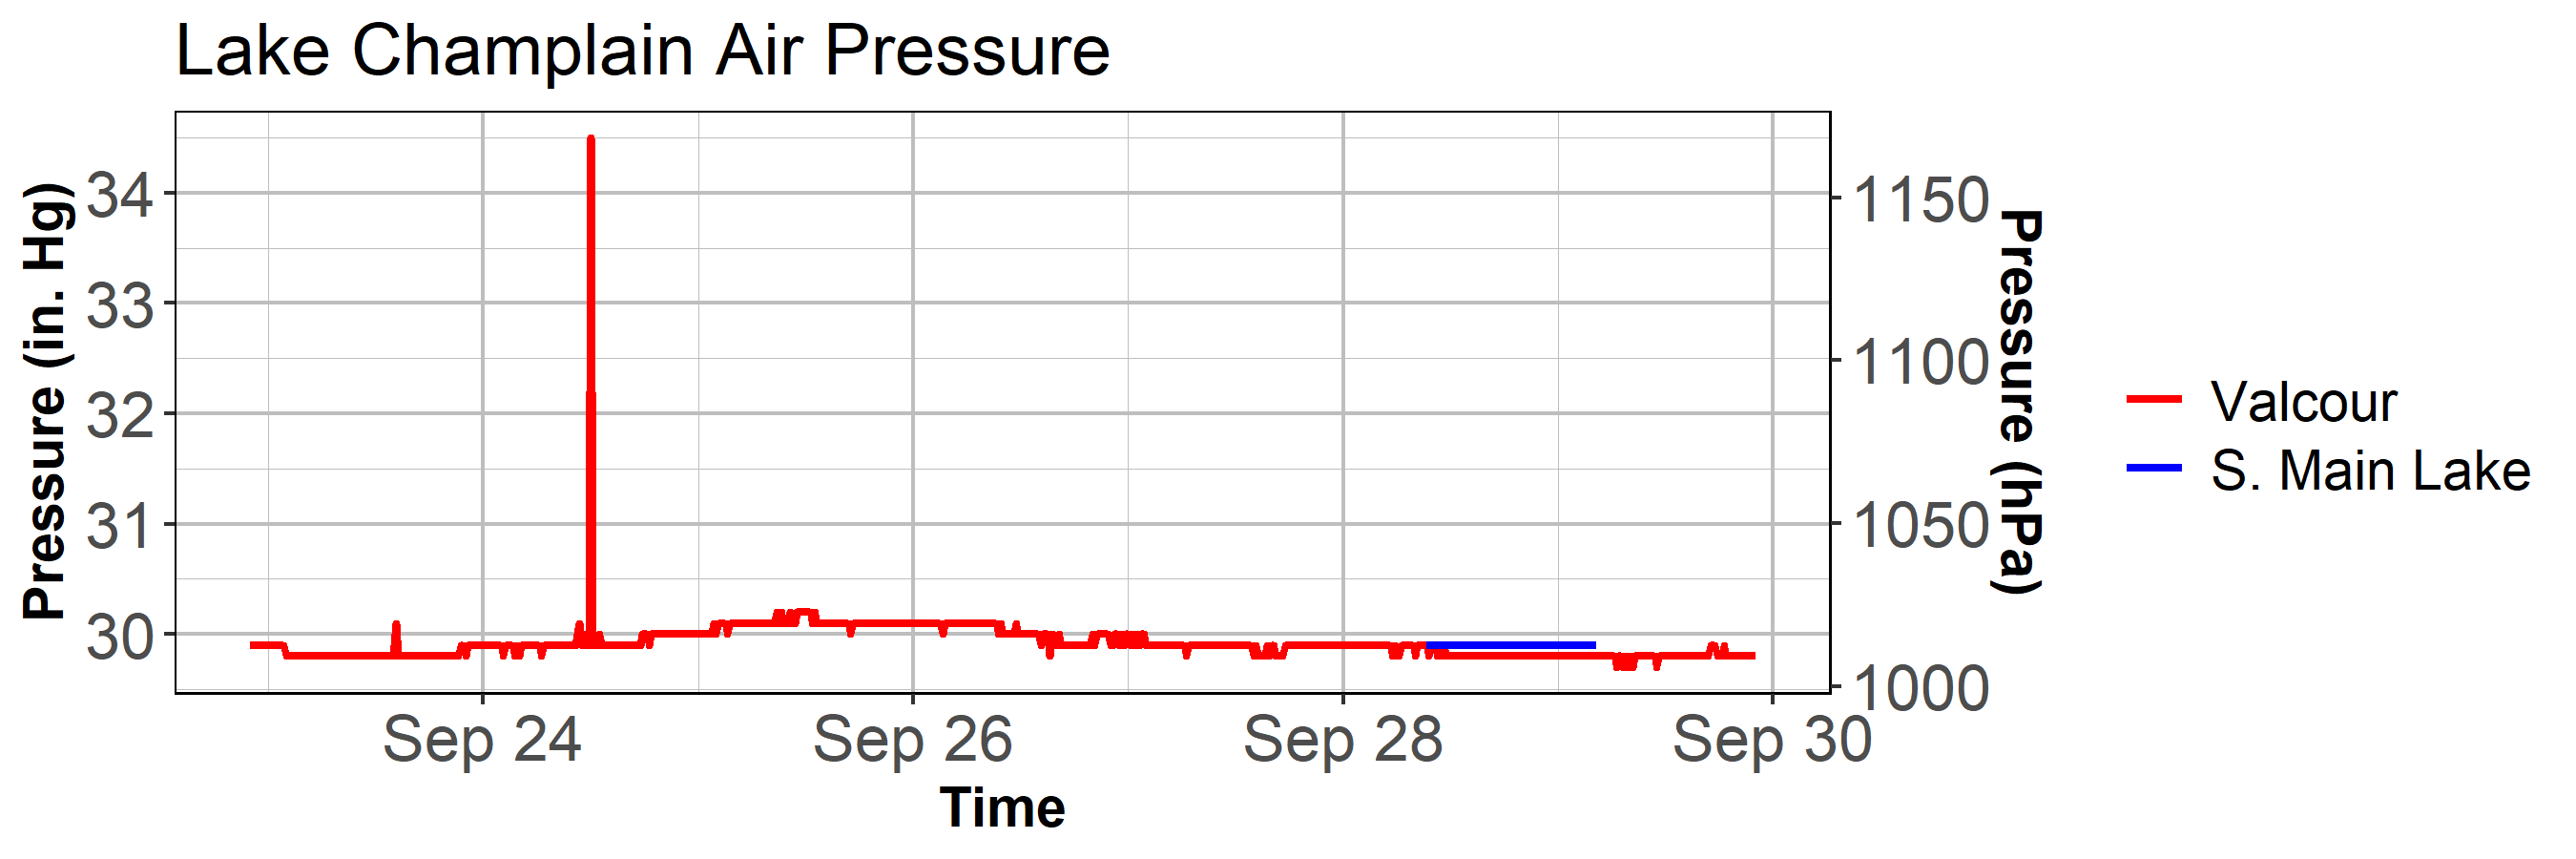 Lake Champlain Air Pressure
Pressure (in. Hg)
34
33
32
31
30
1150
1100
1050
1000
Pressure (hPa)
Valcour
S. Main Lake
Sep 24
Sep 26
Sep 28
Sep 30
Time